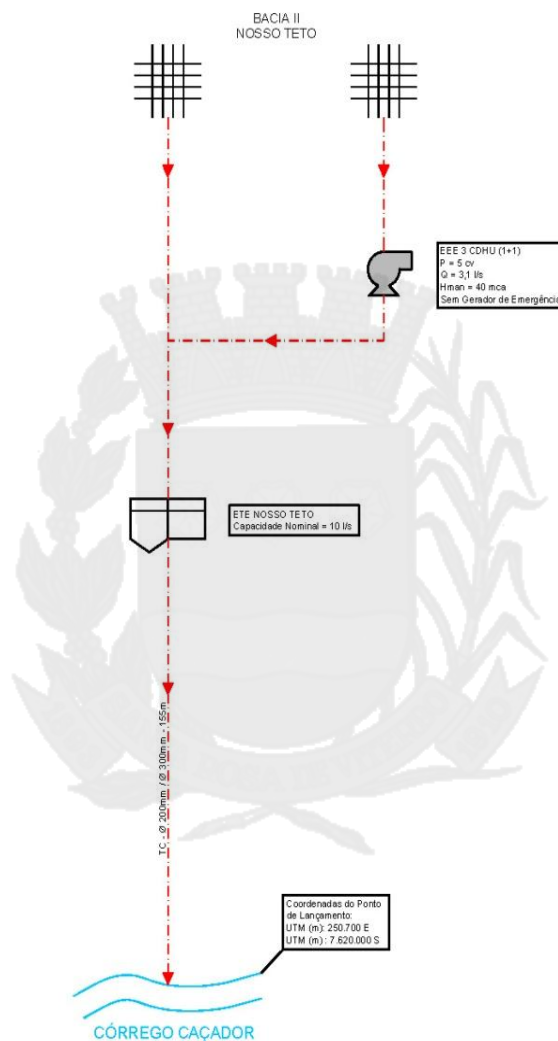 BACIA II
NOSSO TETO
EEE 3 CDHU (1+1)
P = 5 cv
Q = 3,1 l/s
Hman = 40 mca
Sem Gerador de Emergência
ETE NOSSO TETO
Capacidade Nominal = 10 l/s
TC - Ø 200mm / Ø 300mm - 155m
Coordenadas do Ponto
de Lançamento:
UTM (m): 250.700 E
UTM (m) : 7.620.000 S
CÓRREGO CAÇADOR